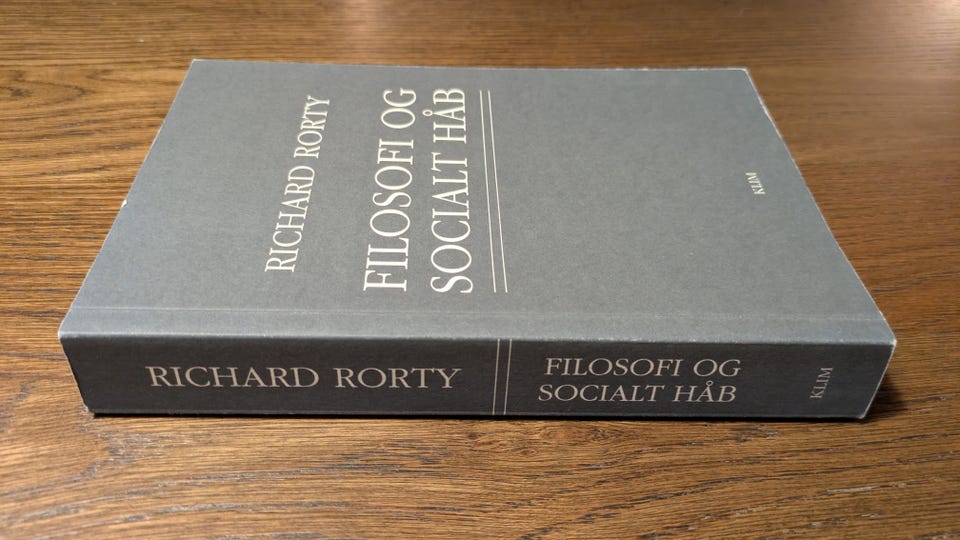 RICHARD RORTY
FILOSOFI OG
SOCIALT HÅB
KLIM
RICHARD RORTY
FILOSOFI OG
SOCIALT HÅB
KLIM